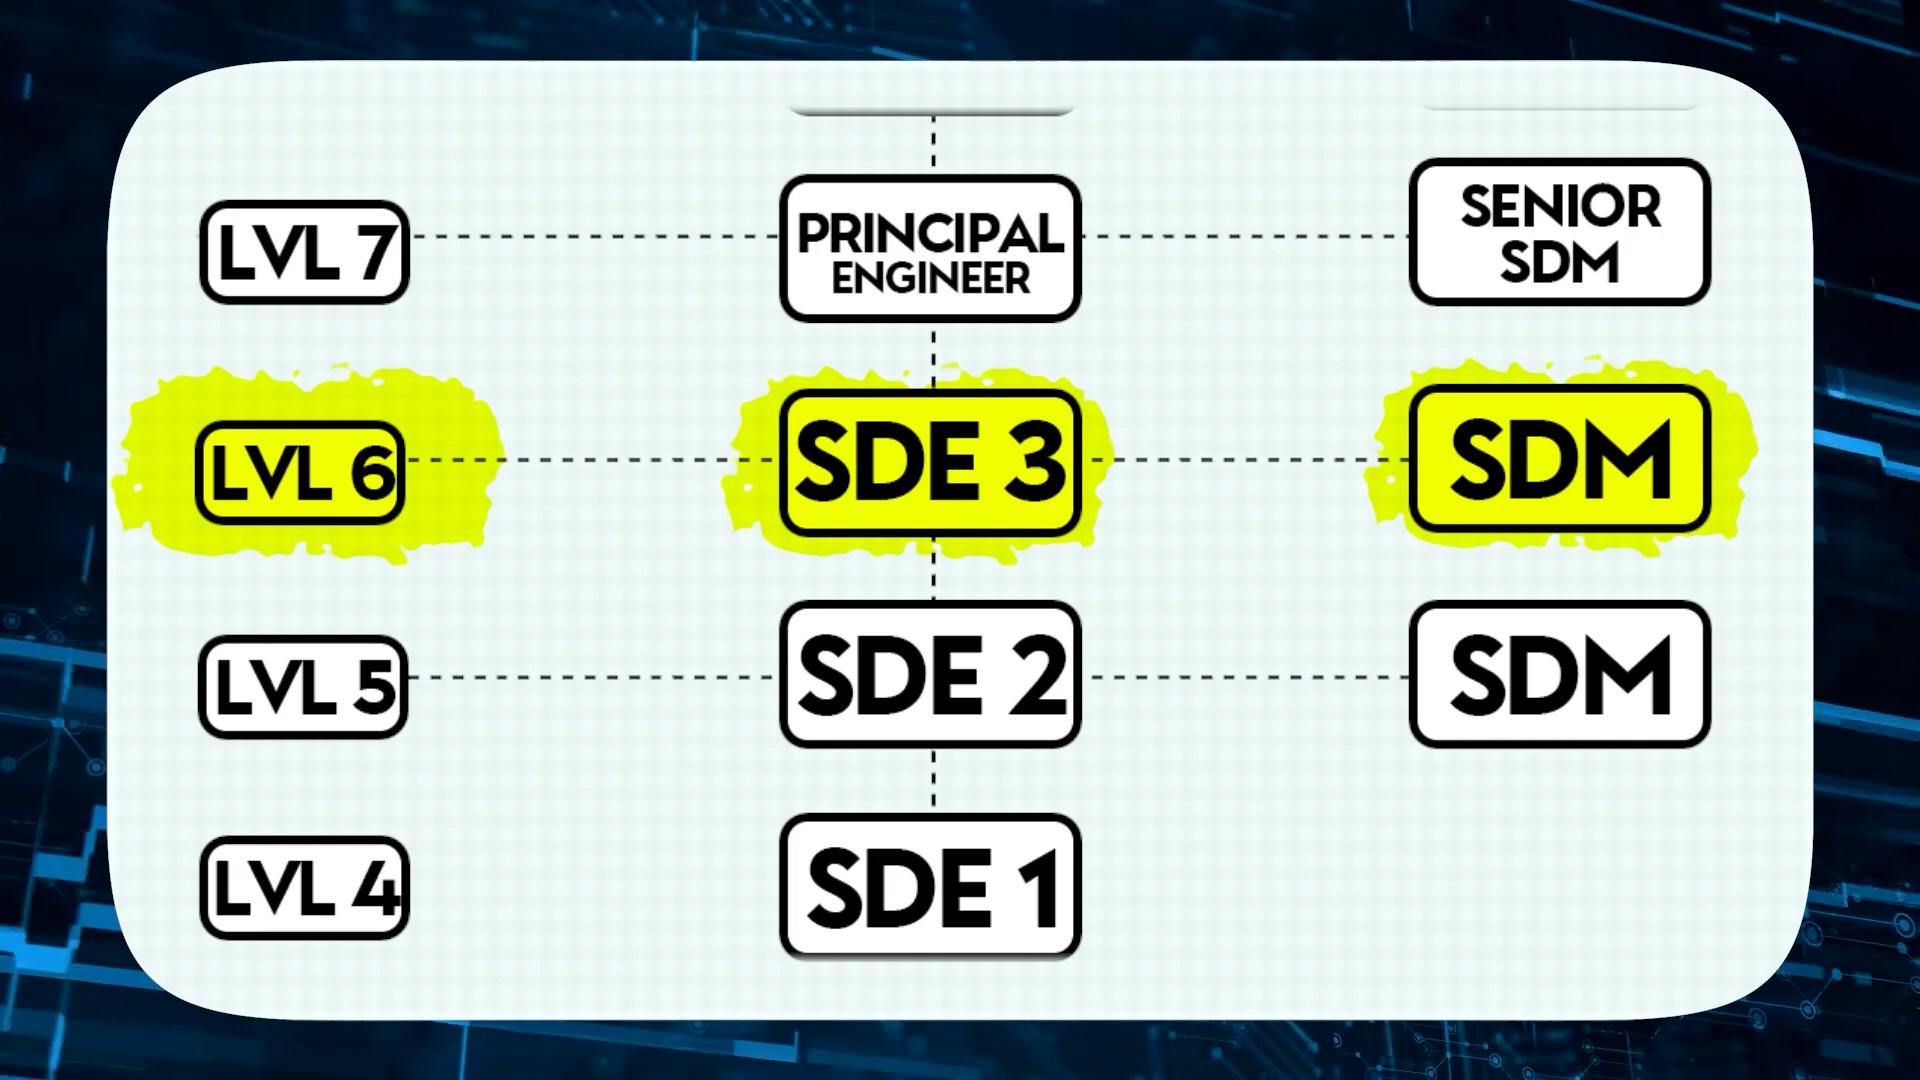 LVL 7
PRINCIPAL
ENGINEER
SENIOR
SDM
LVL 6
SDE 3
SDM
LVL 5
SDE 2
SDM
LVL 4
SDE 1